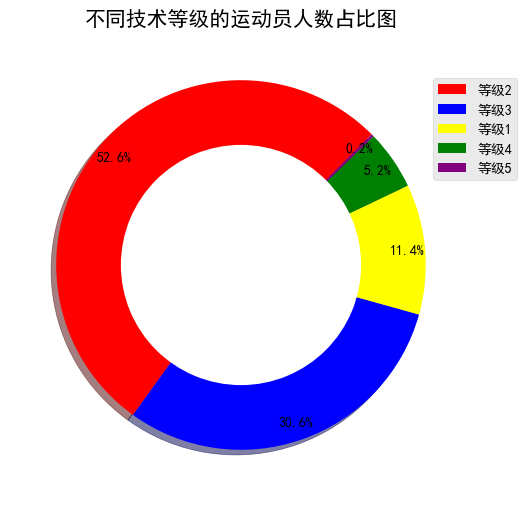 不同技术等级的运动员人数占比图
等级2
等级3
等级1
等级4
等级5
0.2%
52.6%
5.2%
11.4%
30.6%